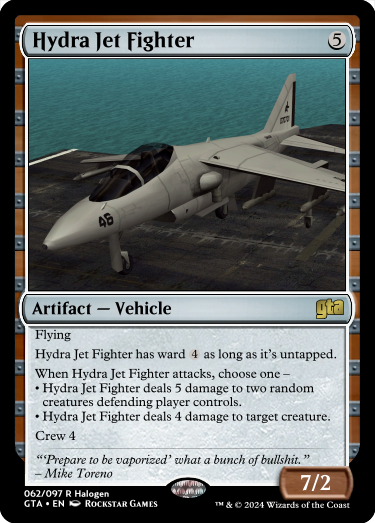 Hydra Jet Fighter 5
46
Artifact — Vehicle gta
Flying
Hydra Jet Fighter has ward 4 as long as it's untapped.
When Hydra Jet Fighter attacks, choose one –
• Hydra Jet Fighter deals 5 damage to two random
creatures defending player controls.
• Hydra Jet Fighter deals 4 damage to target creature.
Crew 4
“‘Prepare to be vaporized’ what a bunch of bullshit.”
– Mike Toreno
7/2
062/097 R Halogen
GTA • EN Rockstar Games ™ & © 2024 Wizards of the Coast